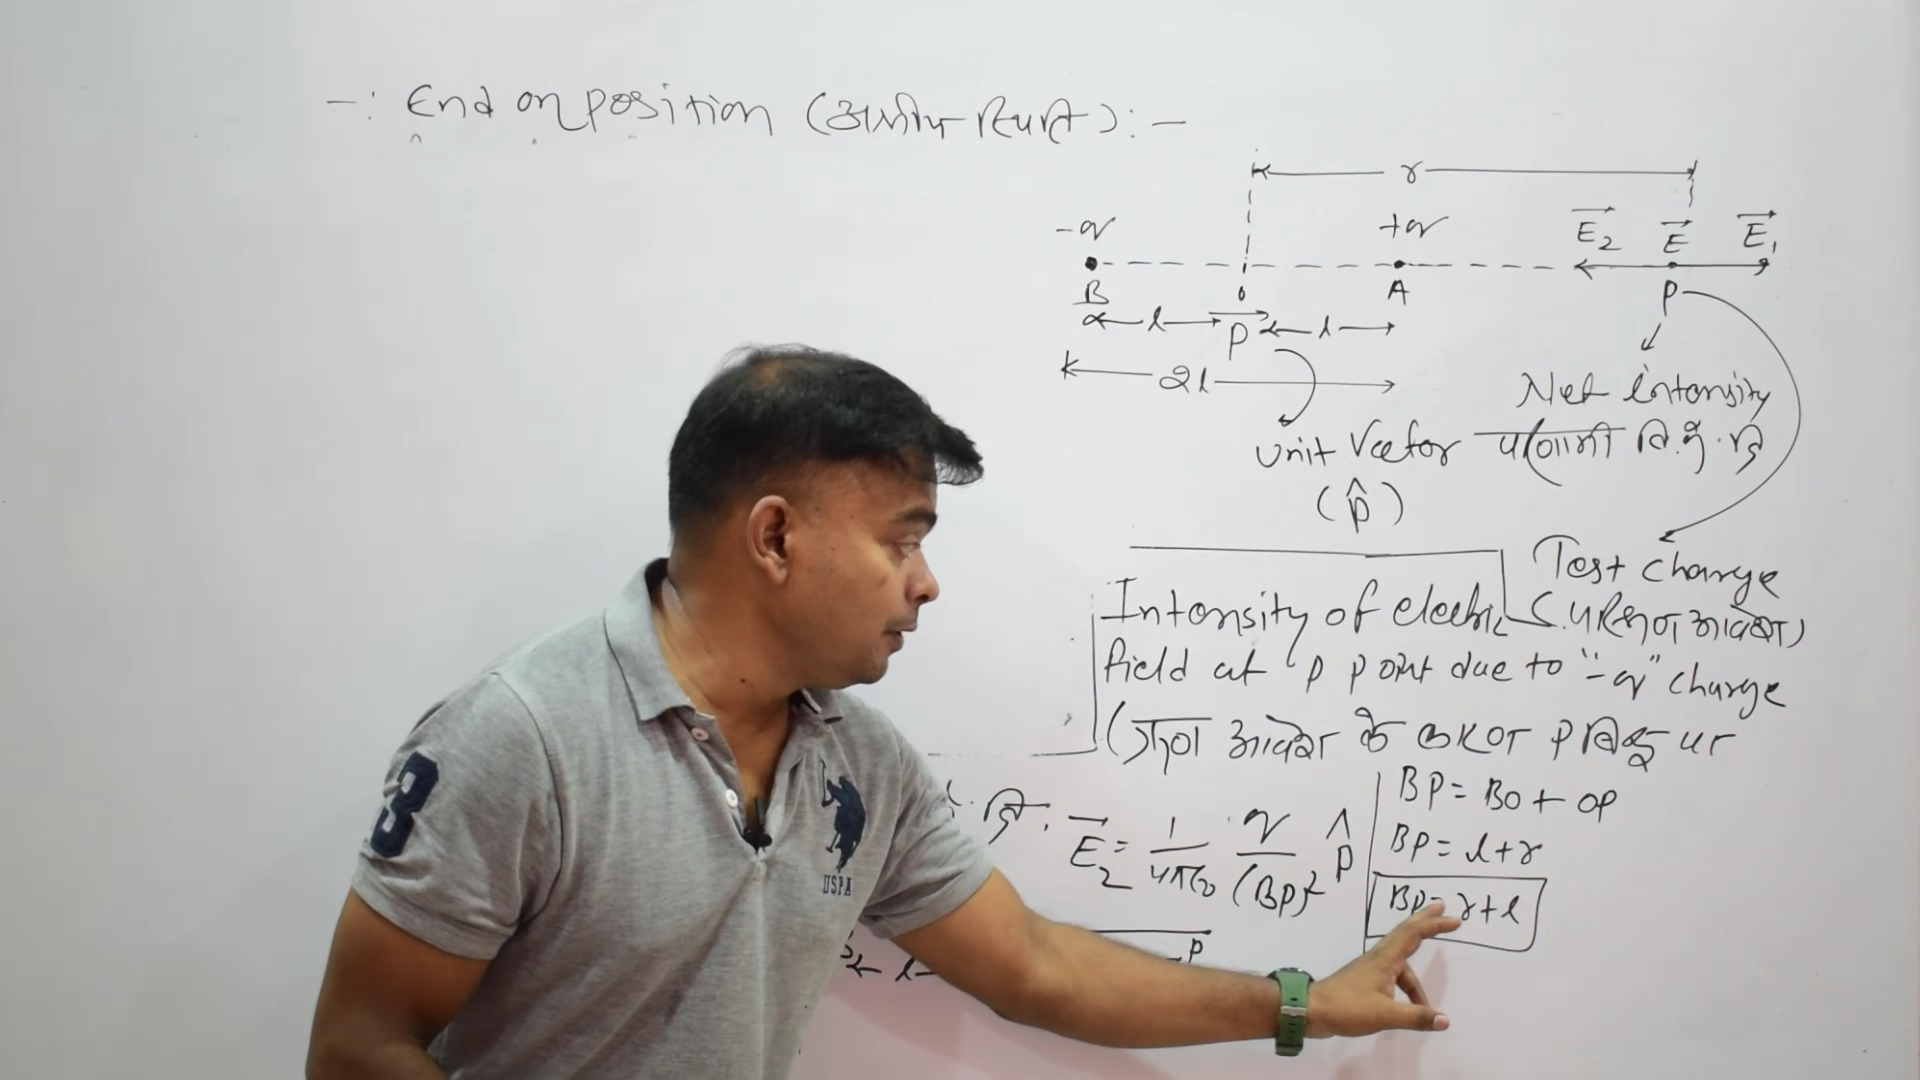 -: End on position (अक्षीय स्थिति) :-
r
-q +q E₂ E E₁
B O A P
l P l
2l
Net intensity
Unit Vector परिणामी वि. क्षे. ति
(p̂)
Test charge
Intensity of electric (परीक्षण आवेश)
field at P point due to "-q" charge
(ऋण आवेश के कारण P बिन्दु पर
BP = BO + OP
E₂ = 1/4πε₀ q/(BP)² p̂
BP = l+r
BP = r+l
P
l
3
USPA